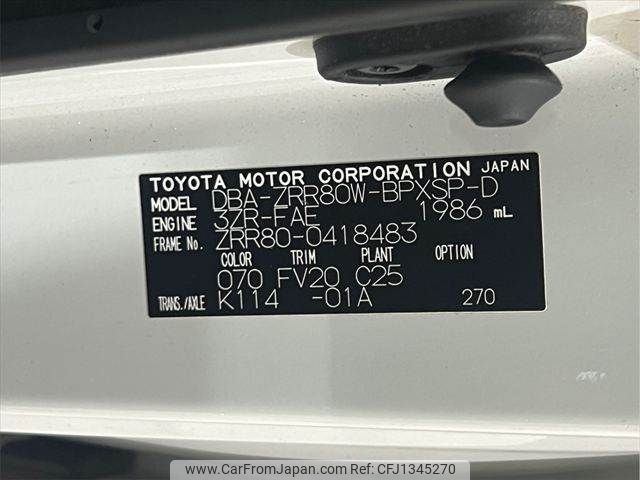 TOYOTA MOTOR CORPORATION JAPAN
MODEL DBA-ZRR80W-BPXSP-D
ENGINE 3ZR-FAE 1986 mL
FRAME No. ZRR80-0418483
COLOR TRIM PLANT OPTION
070 FV20 C25
TRANS./AXLE K114 -01A 270
www.CarFromJapan.com - CFJ1345270